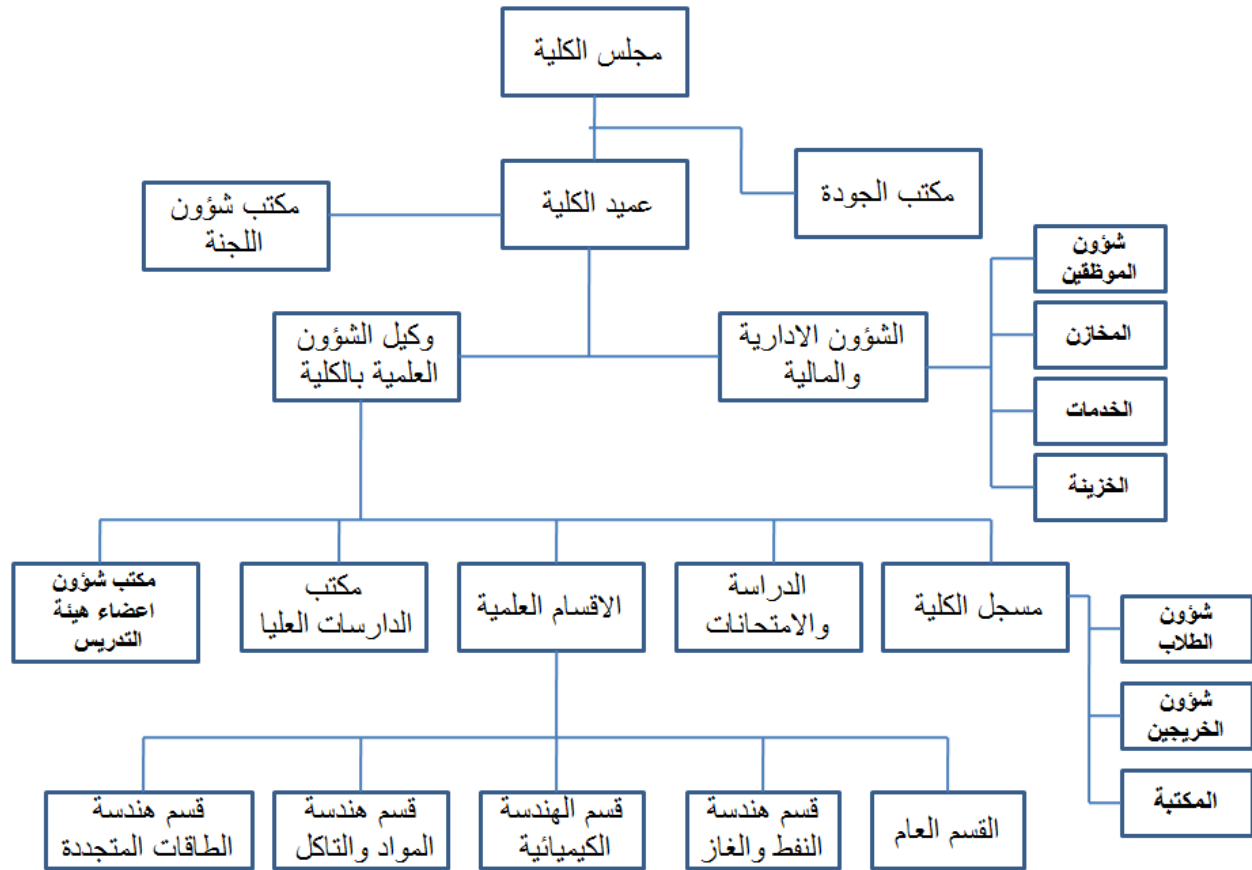 مجلس الكلية
مكتب الجودة
عميد الكلية
مكتب شؤون
اللجنة
شؤون
الموظقين
المخازن
الخدمات
الخزينة
الشؤون الادارية
والمالية
وكيل الشؤون
العلمية بالكلية
مسجل الكلية
الدراسة
والامتحانات
الاقسام العلمية
مكتب
الدارسات العليا
مكتب شؤون
اعضاء هيئة
التدريس
شؤون
الطلاب
شؤون
الخريجين
المكتبة
القسم العام
قسم هندسة
النفط والغاز
قسم الهندسة
الكيميائية
قسم هندسة
المواد والتاكل
قسم هندسة
الطاقات المتجددة